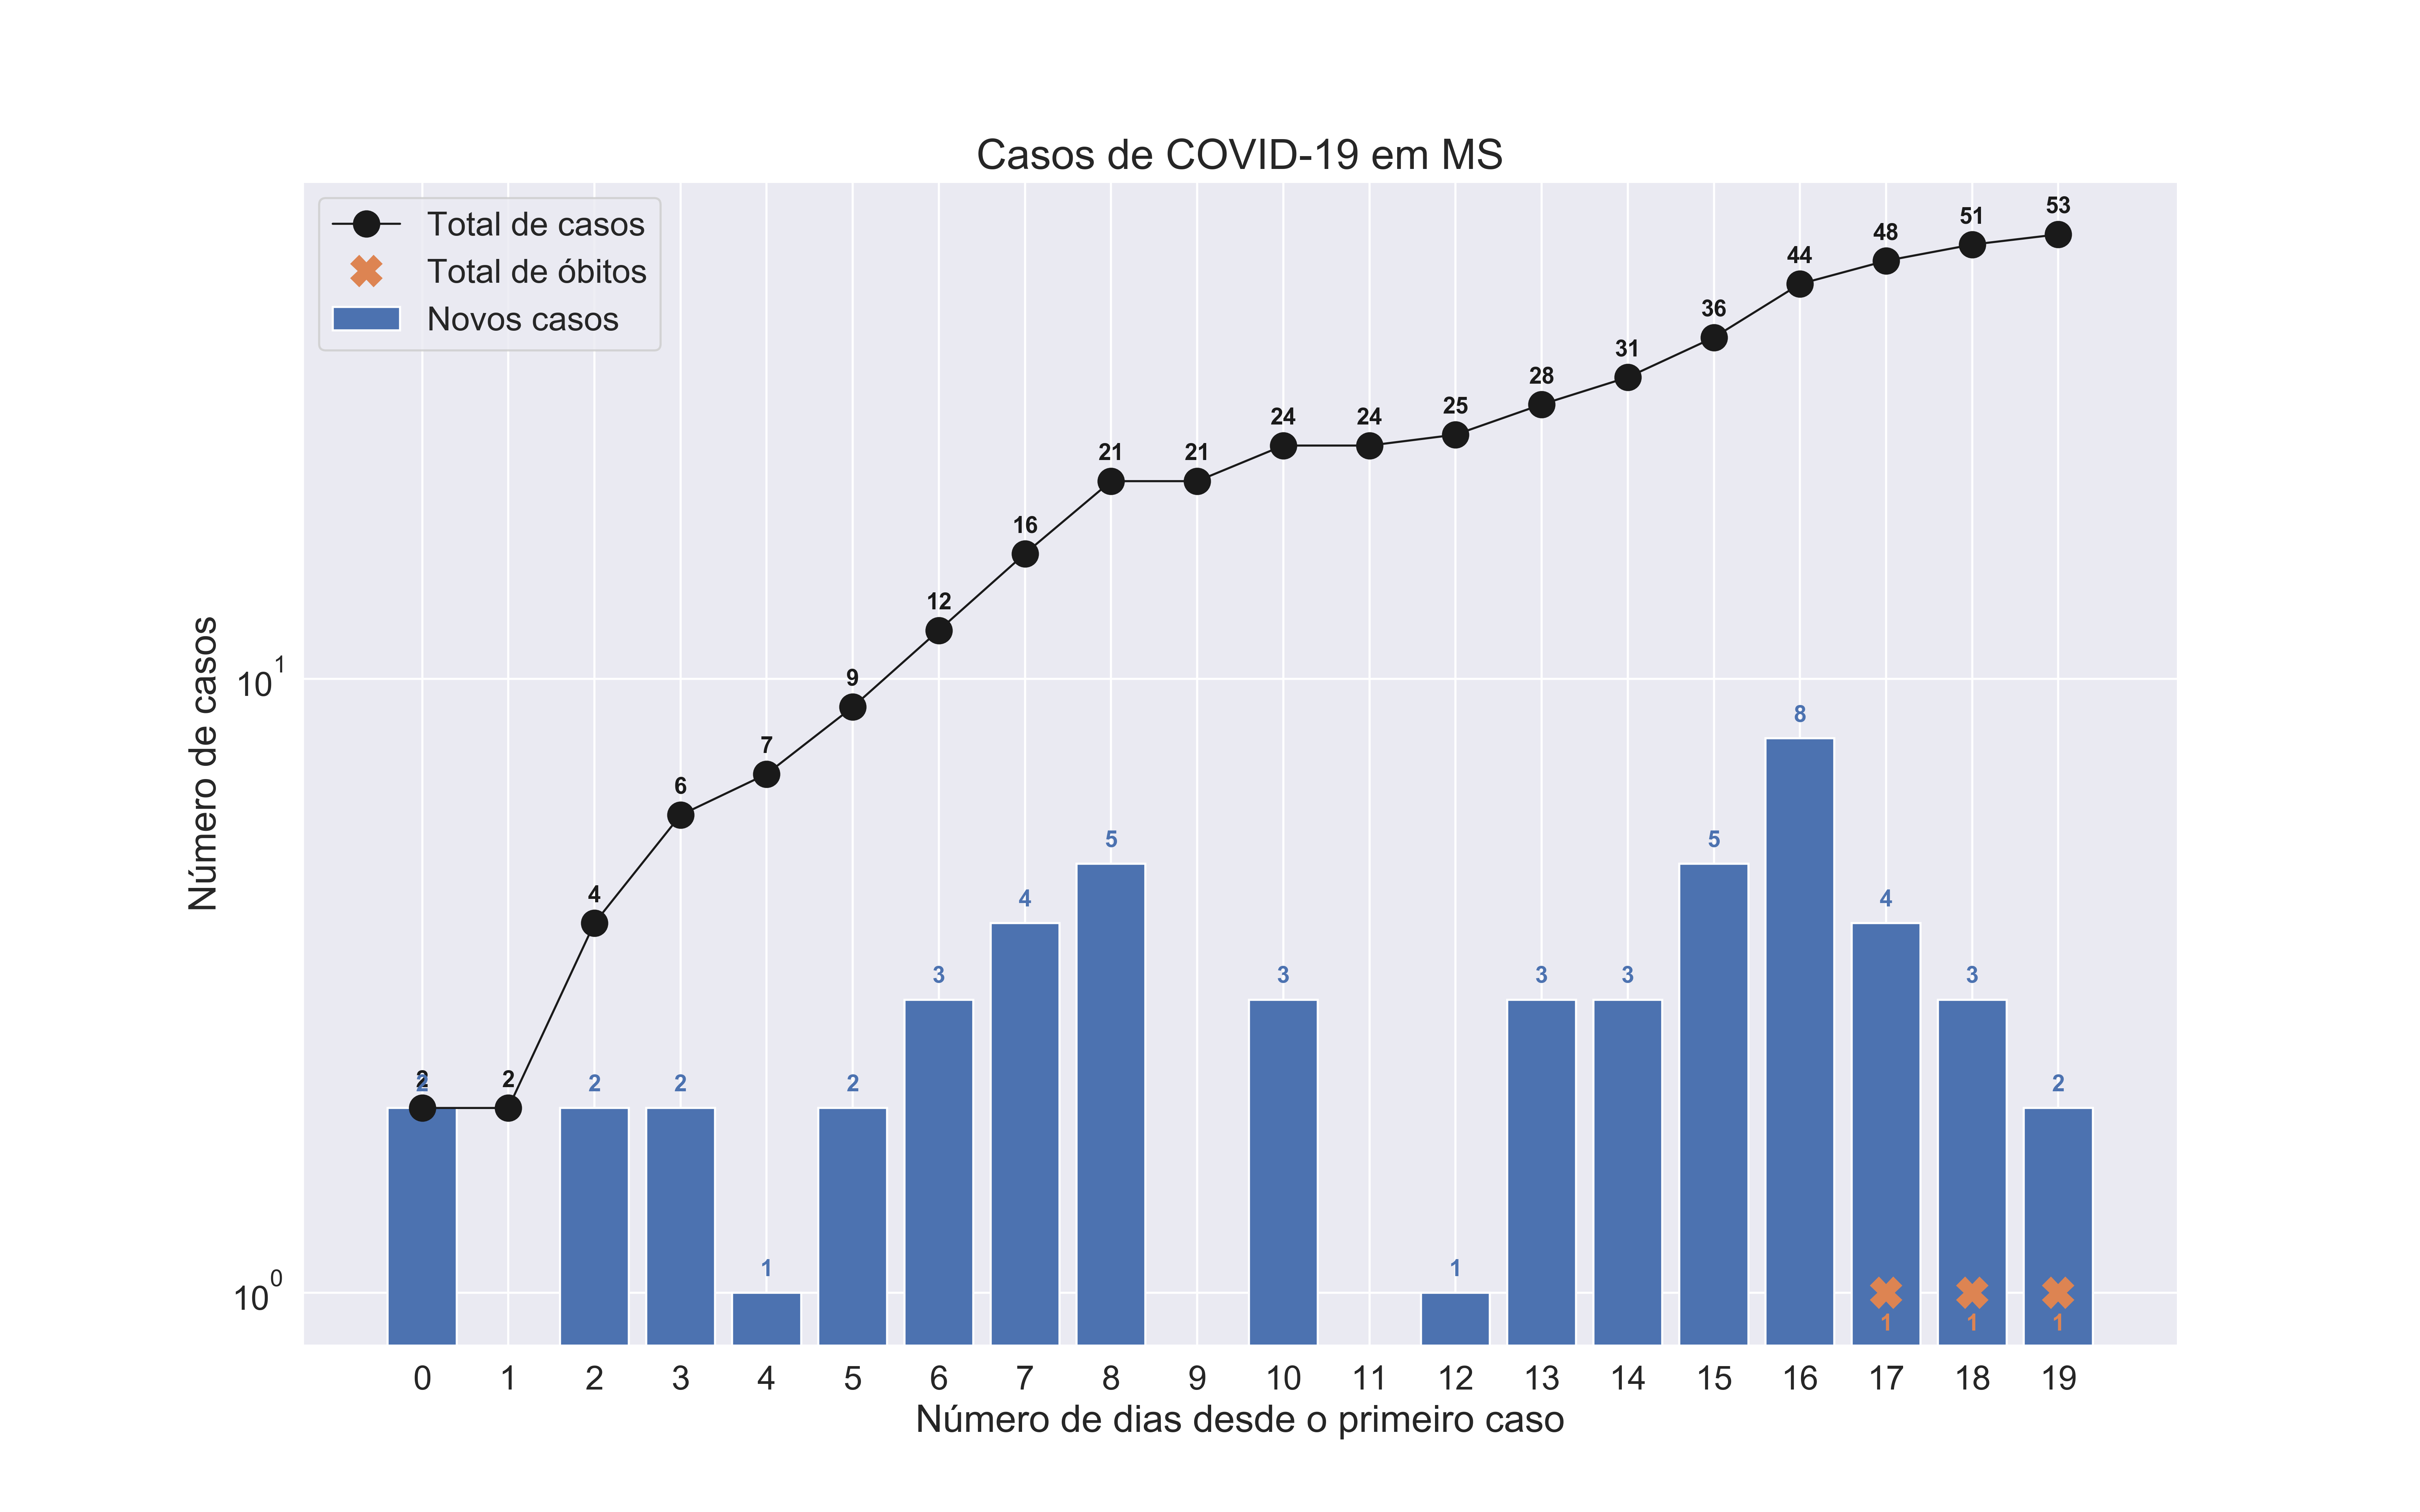 Casos de COVID-19 em MS
Total de casos
Total de óbitos
Novos casos
Número de casos
10^1
10^0
2 2 4 6 7 9 12 16 21 21 24 24 25 28 31 36 44 48 51 53
2 2 2 1 2 3 4 5 3 1 3 3 5 8 4 3 2
1 1 1
0 1 2 3 4 5 6 7 8 9 10 11 12 13 14 15 16 17 18 19
Número de dias desde o primeiro caso